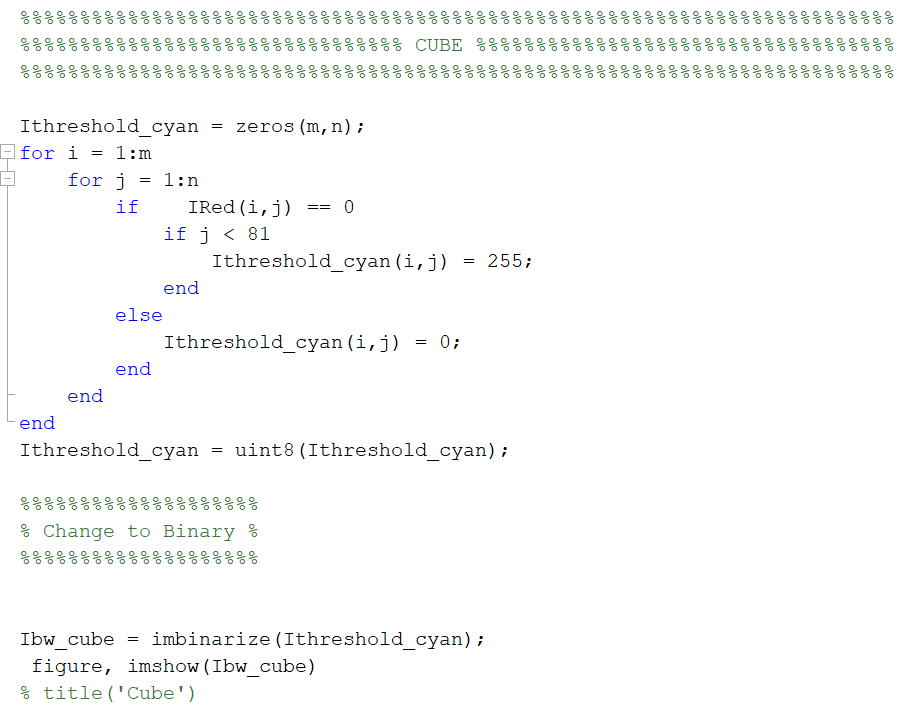 %%%%%%%%%%%%%%%%%%%%%%%%%%%%%%%%%%%%%%%%%%%%%%%%%%%%%%%%%%%%%%%%%%%%%%%%%%%
%%%%%%%%%%%%%%%%%%%%%%%%%%%%%%%% CUBE %%%%%%%%%%%%%%%%%%%%%%%%%%%%%%%%%%%
%%%%%%%%%%%%%%%%%%%%%%%%%%%%%%%%%%%%%%%%%%%%%%%%%%%%%%%%%%%%%%%%%%%%%%%%%%%
Ithreshold_cyan = zeros(m,n);
for i = 1:m
    for j = 1:n
        if    IRed(i,j) == 0
            if j < 81
                Ithreshold_cyan(i,j) = 255;
            end
        else
            Ithreshold_cyan(i,j) = 0;
        end
    end
end
Ithreshold_cyan = uint8(Ithreshold_cyan);
%%%%%%%%%%%%%%%%%%%%
% Change to Binary %
%%%%%%%%%%%%%%%%%%%%
Ibw_cube = imbinarize(Ithreshold_cyan);
 figure, imshow(Ibw_cube)
% title('Cube')